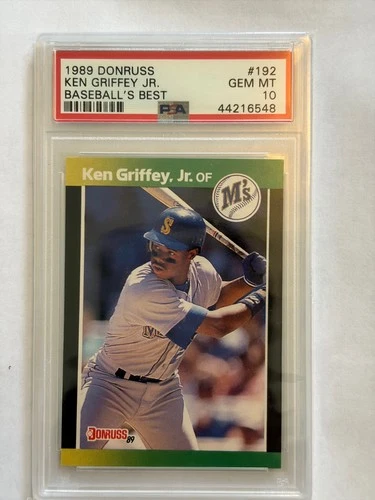 1989 DONRUSS #192
KEN GRIFFEY JR. GEM MT
BASEBALL'S BEST 10
PSA 44216548
Ken Griffey, Jr. OF
M's
S
DONRUSS
89